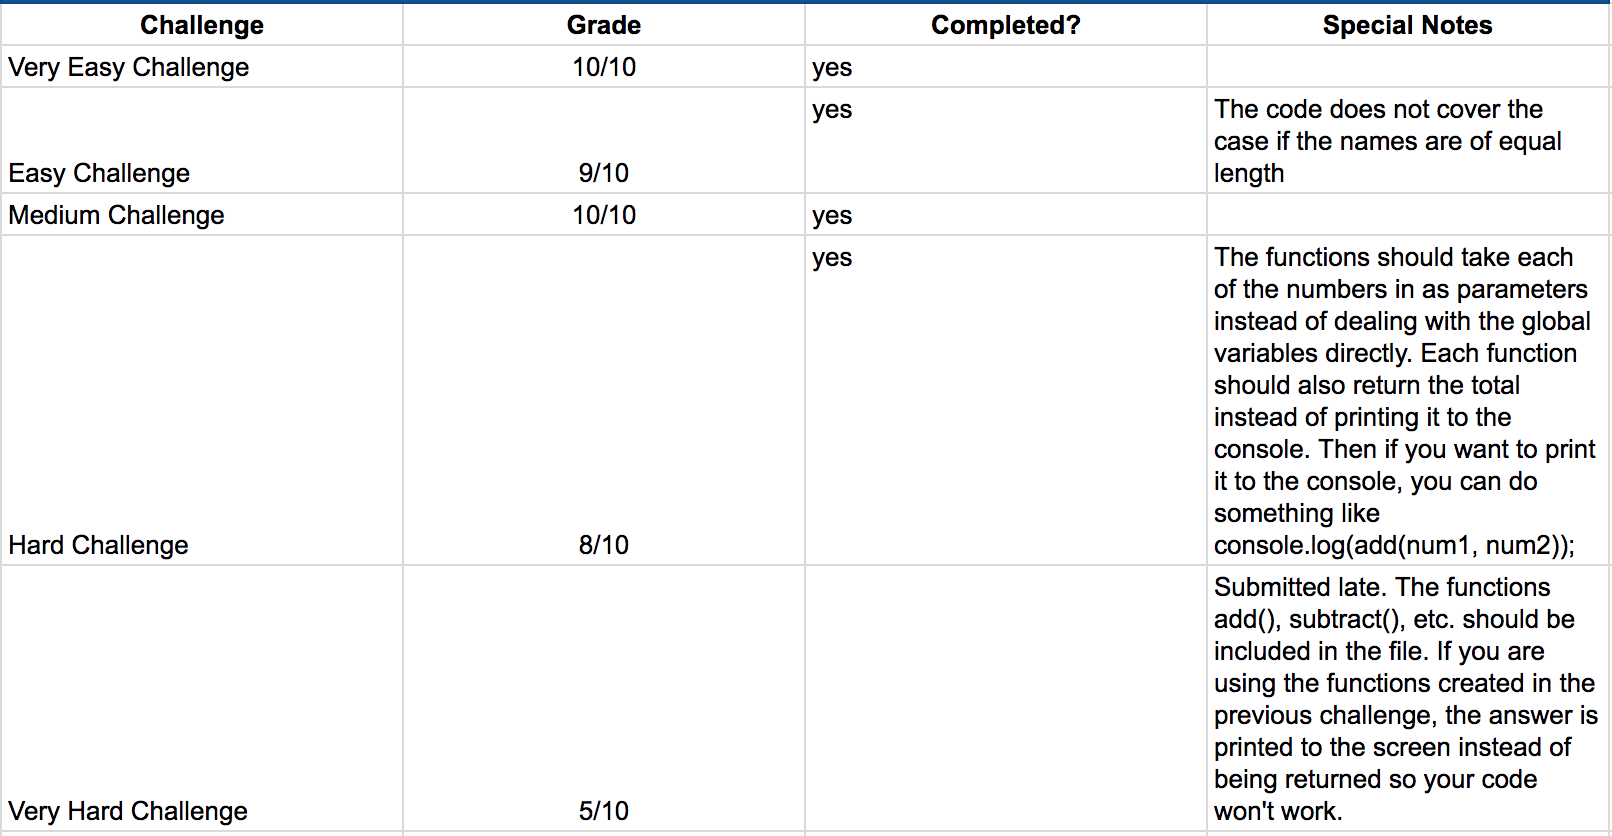 Challenge Grade Completed? Special Notes
Very Easy Challenge 10/10 yes
Easy Challenge 9/10 yes
The code does not cover the
case if the names are of equal
length
Medium Challenge 10/10 yes
Hard Challenge 8/10 yes
The functions should take each
of the numbers in as parameters
instead of dealing with the global
variables directly. Each function
should also return the total
instead of printing it to the
console. Then if you want to print
it to the console, you can do
something like
console.log(add(num1, num2));
Very Hard Challenge 5/10
Submitted late. The functions
add(), subtract(), etc. should be
included in the file. If you are
using the functions created in the
previous challenge, the answer is
printed to the screen instead of
being returned so your code
won't work.